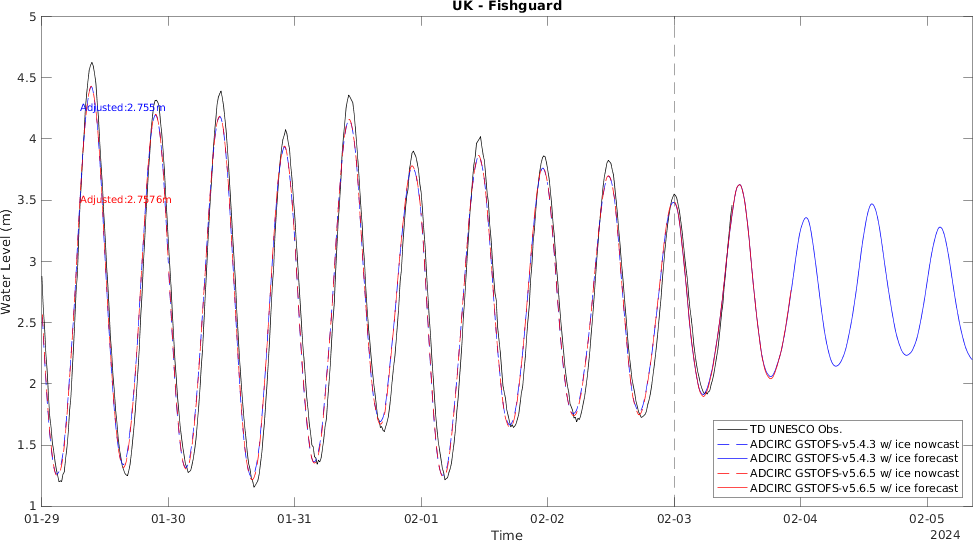 UK - Fishguard
5
4.5
4
3.5
3
2.5
2
1.5
1
Water Level (m)
Adjusted:2.755m
Adjusted:2.7576m
TD UNESCO Obs.
ADCIRC GSTOFS-v5.4.3 w/ ice nowcast
ADCIRC GSTOFS-v5.4.3 w/ ice forecast
ADCIRC GSTOFS-v5.6.5 w/ ice nowcast
ADCIRC GSTOFS-v5.6.5 w/ ice forecast
01-29 01-30 01-31 02-01 02-02 02-03 02-04 02-05
Time
2024